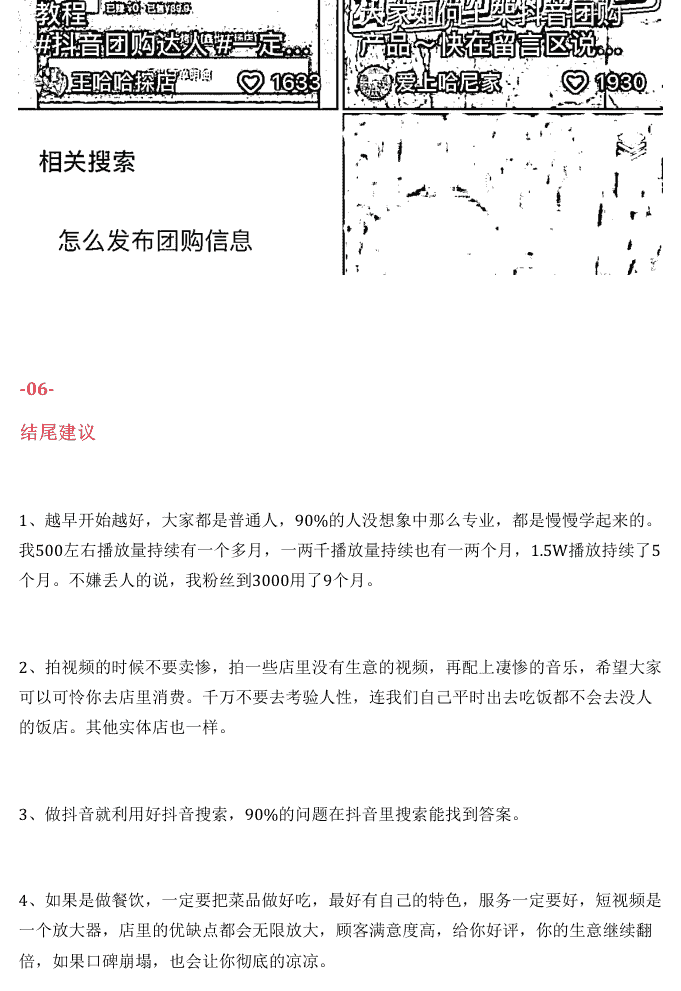 教程
#抖音团购达人 #一定...
王哈哈探店 1633
大家如何上架抖音团购
产品～快在留言区说...
爱上哈尼家 1930
相关搜索
怎么发布团购信息
-06-
结尾建议
1、越早开始越好，大家都是普通人，90%的人没想象中那么专业，都是慢慢学起来的。
我500左右播放量持续有一个多月，一两千播放量持续也有一两个月，1.5W播放持续了5
个月。不嫌丢人的说，我粉丝到3000用了9个月。
2、拍视频的时候不要卖惨，拍一些店里没有生意的视频，再配上凄惨的音乐，希望大家
可以可怜你去店里消费。千万不要去考验人性，连我们自己平时出去吃饭都不会去没人
的饭店。其他实体店也一样。
3、做抖音就利用好抖音搜索，90%的问题在抖音里搜索能找到答案。
4、如果是做餐饮，一定要把菜品做好吃，最好有自己的特色，服务一定要好，短视频是
一个放大器，店里的优缺点都会无限放大，顾客满意度高，给你好评，你的生意继续翻
倍，如果口碑崩塌，也会让你彻底的凉凉。